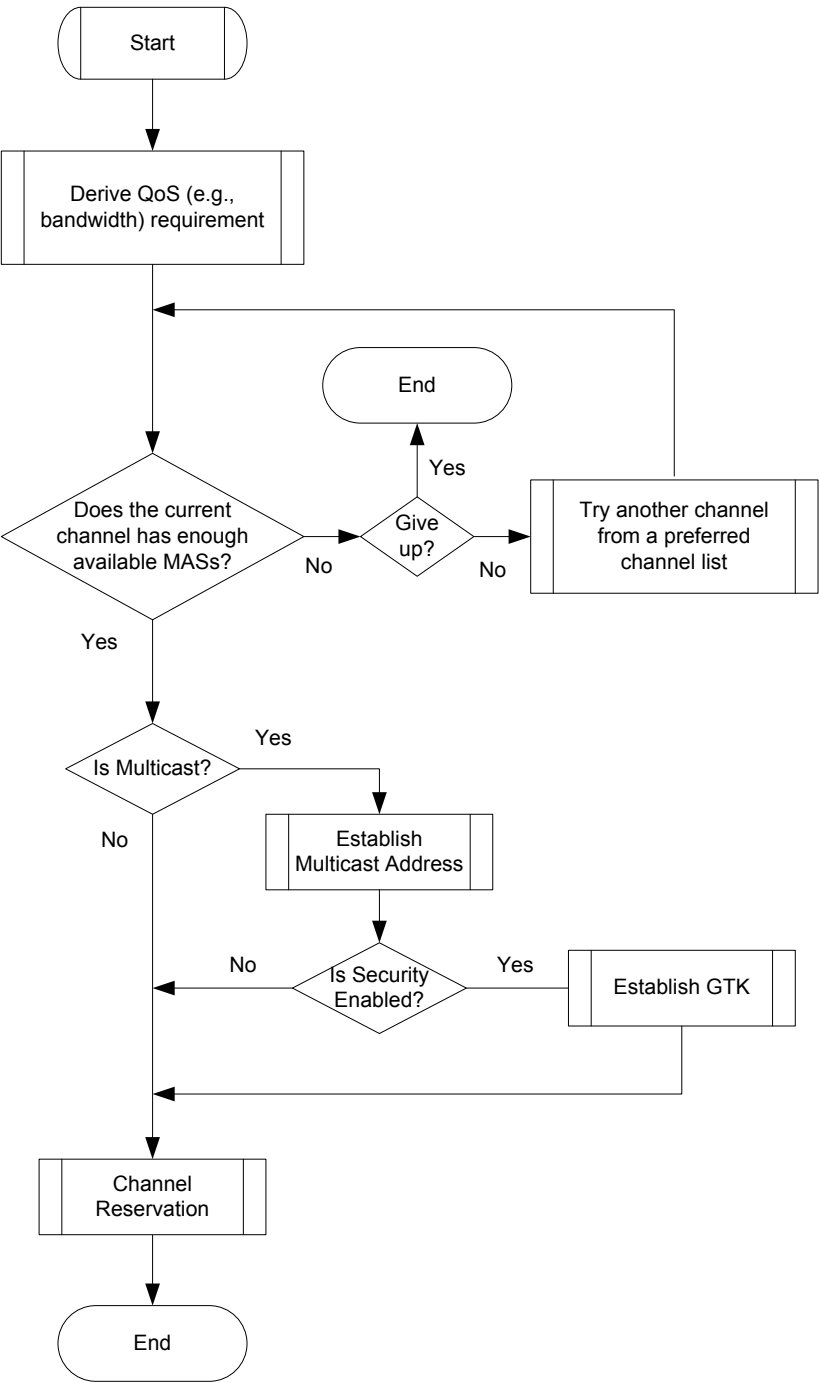 Start
Derive QoS (e.g.,
bandwidth) requirement
End
Yes
Does the current
channel has enough
available MASs?
No
Give
up?
No
Try another channel
from a preferred
channel list
Yes
Is Multicast?
Yes
No
Establish
Multicast Address
No
Is Security
Enabled?
Yes
Establish GTK
Channel
Reservation
End